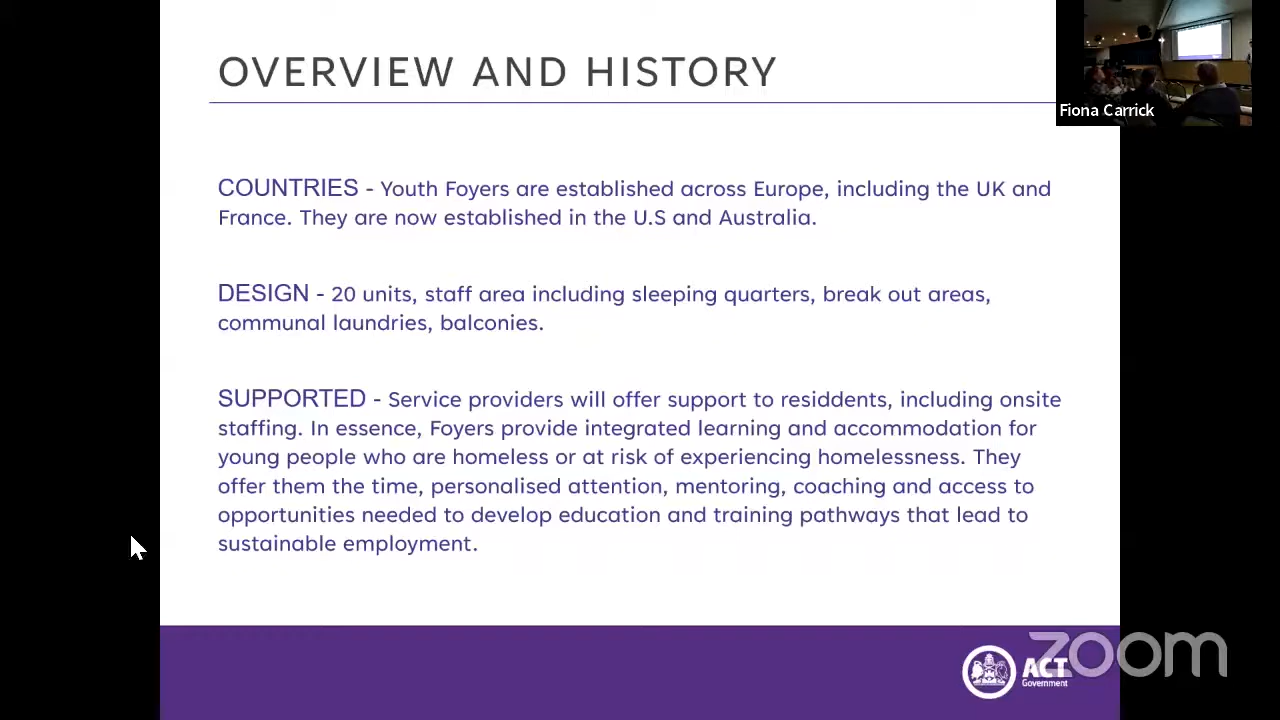 OVERVIEW AND HISTORY
Fiona Carrick
COUNTRIES - Youth Foyers are established across Europe, including the UK and
France. They are now established in the U.S and Australia.
DESIGN - 20 units, staff area including sleeping quarters, break out areas,
communal laundries, balconies.
SUPPORTED - Service providers will offer support to residdents, including onsite
staffing. In essence, Foyers provide integrated learning and accommodation for
young people who are homeless or at risk of experiencing homelessness. They
offer them the time, personalised attention, mentoring, coaching and access to
opportunities needed to develop education and training pathways that lead to
sustainable employment.
ACT
Government
zoom